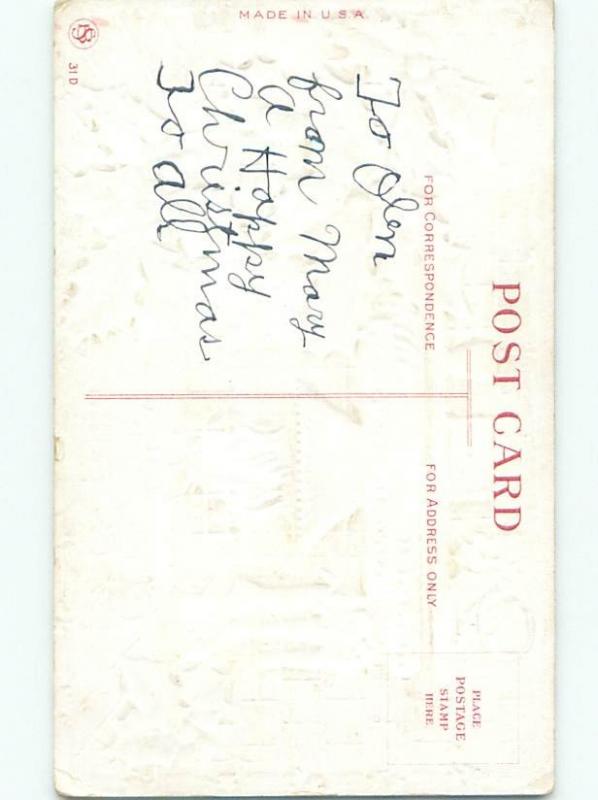 POST CARD
FOR CORRESPONDENCE
FOR ADDRESS ONLY
PLACE
POSTAGE
STAMP
HERE
To Olen
from Mary
a Happy
Christmas
To all
MADE IN U.S.A.
31D